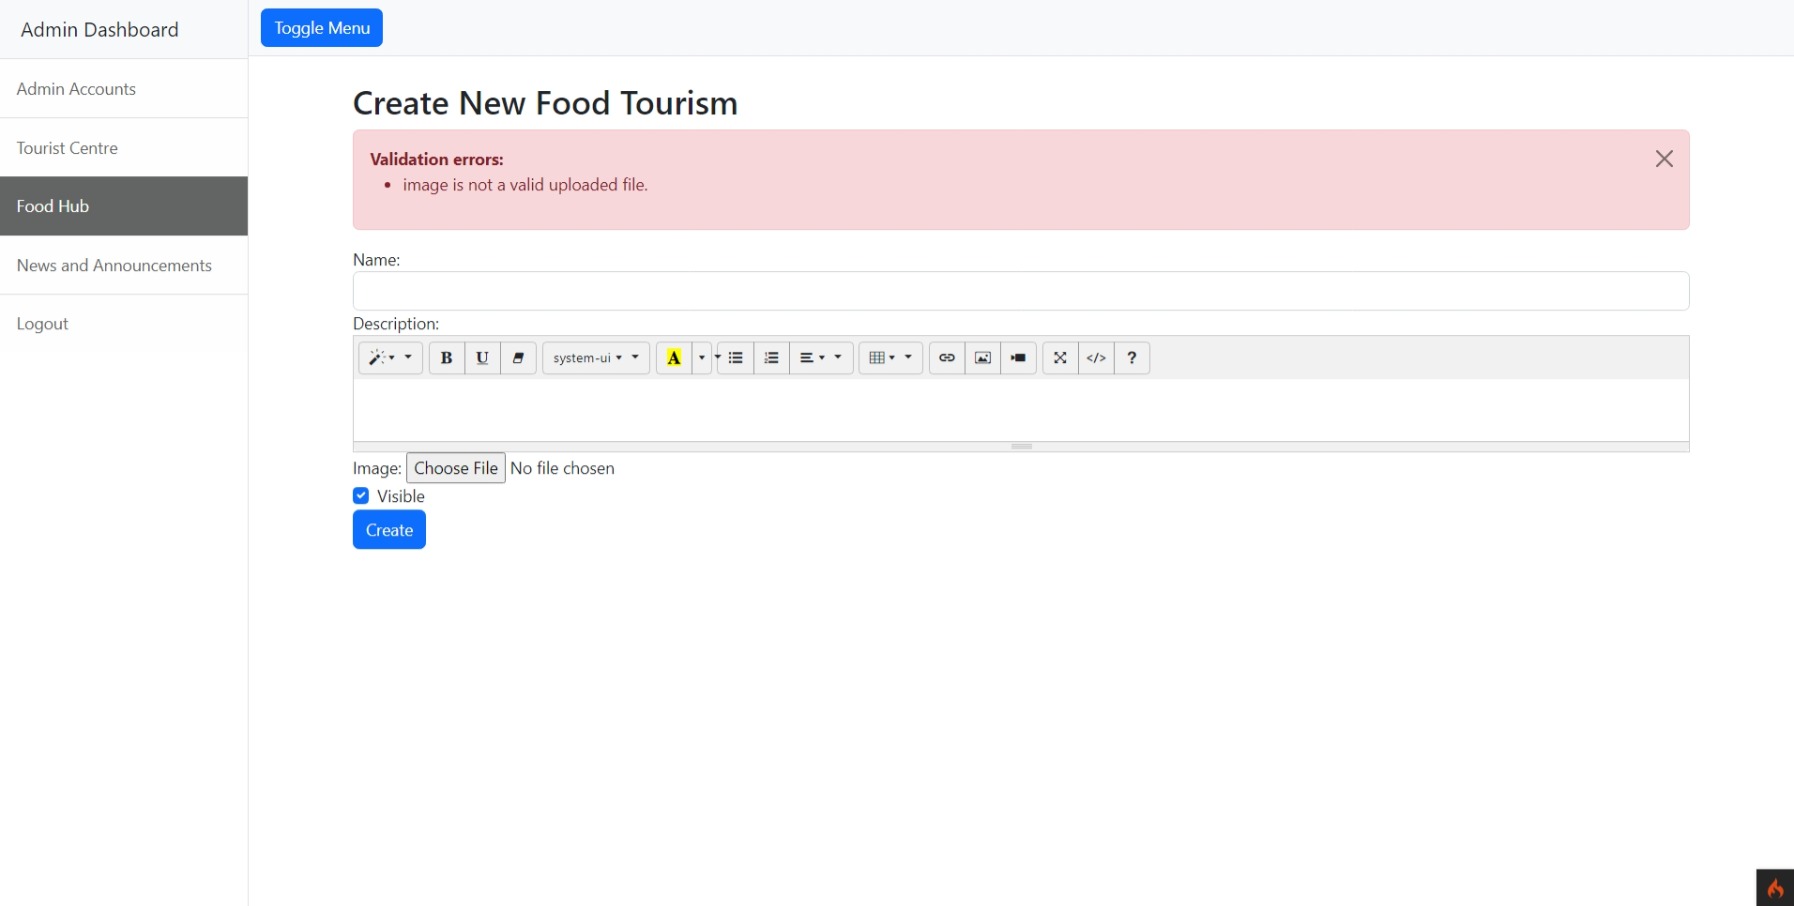 Admin Dashboard
Toggle Menu
Admin Accounts
Tourist Centre
Food Hub
News and Announcements
Logout
Create New Food Tourism
Validation errors:
image is not a valid uploaded file.
Name:
Description:
B U system-ui A </> ?
Image: Choose File No file chosen
Visible
Create